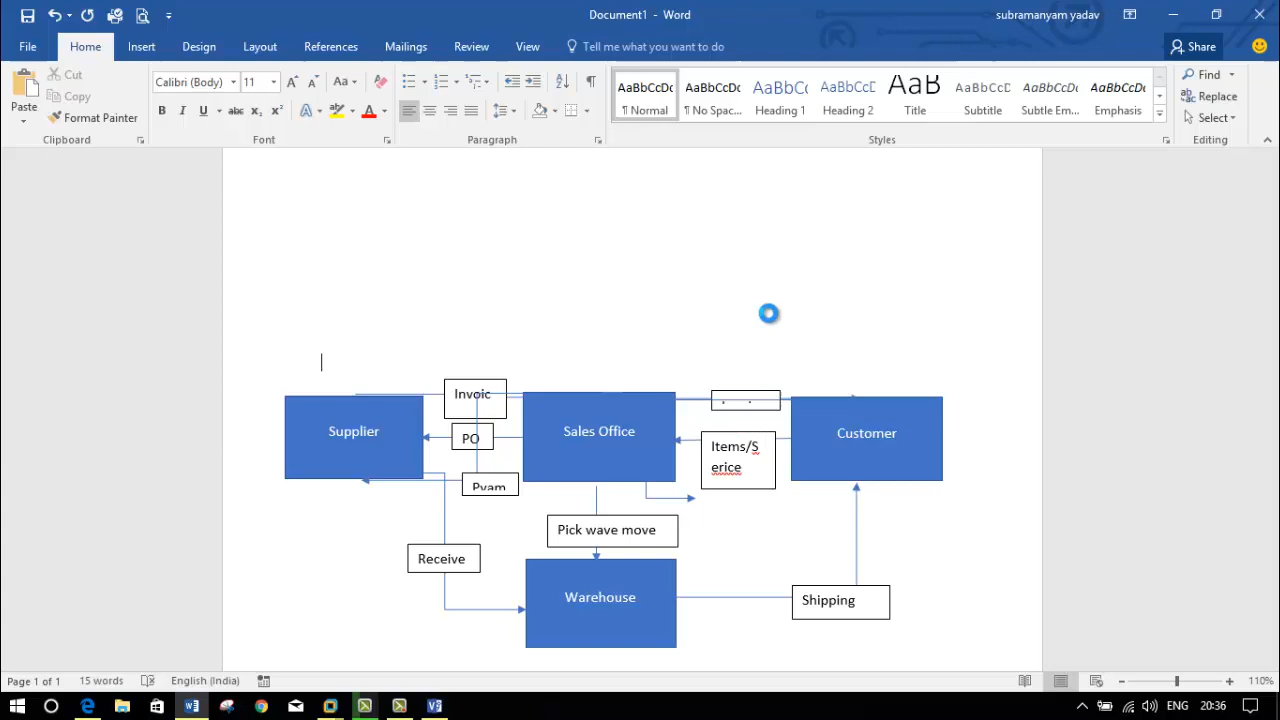 Document1 - Word
subramanyam yadav
File Home Insert Design Layout References Mailings Review View Tell me what you want to do Share
Paste
Cut
Copy
Format Painter
Clipboard
Calibri (Body) 11
Font
Paragraph
AaBbCcDc AaBbCcDc AaBbCc AaBbCcD AaB AaBbCcD AaBbCcDc AaBbCcDc
¶ Normal ¶ No Spac... Heading 1 Heading 2 Title Subtitle Subtle Em... Emphasis
Styles
Find
Replace
Select
Editing
Supplier
Invoic
PO
Pyam
Sales Office
Items/S
erice
Customer
Pick wave move
Receive
Warehouse
Shipping
Page 1 of 1 15 words English (India) 110%
ENG 20:36